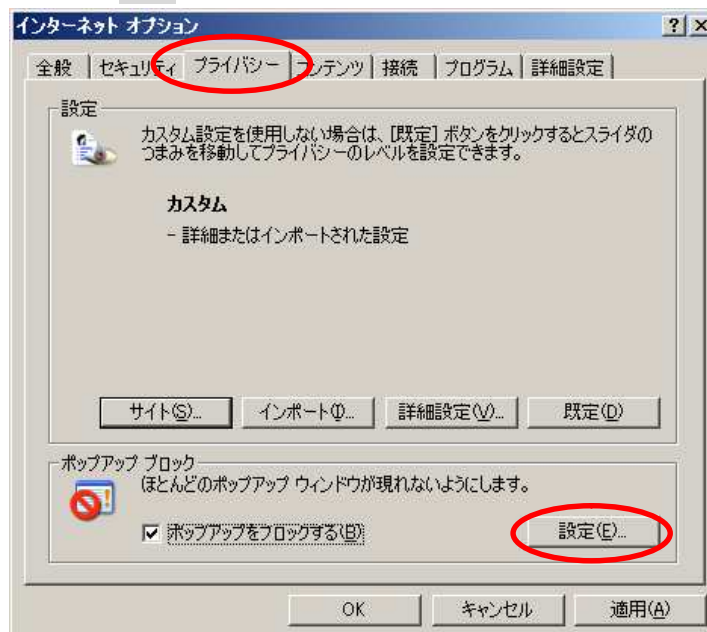 インターネット オプション
全般 セキュリティ プライバシー コンテンツ 接続 プログラム 詳細設定
設定
カスタム設定を使用しない場合は、[既定] ボタンをクリックするとスライダの
つまみを移動してプライバシーのレベルを設定できます。
カスタム
- 詳細またはインポートされた設定
サイト(S)... インポート(I)... 詳細設定(V)... 既定(D)
ポップアップ ブロック
ほとんどのポップアップ ウィンドウが現れないようにします。
ポップアップをブロックする(B)
設定(E)...
OK キャンセル 適用(A)